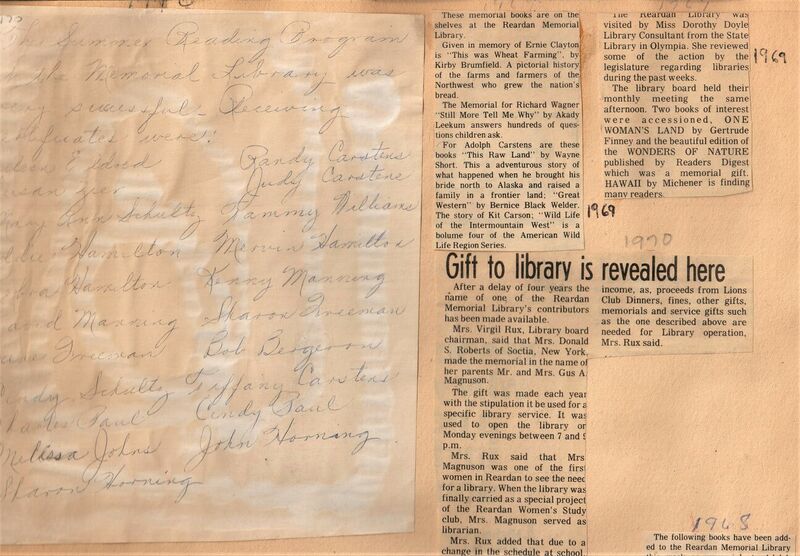 Summer Reading Program
the Memorial Library was
successful. Receiving
were:
Randy Carstens
Judy Carstens
Ann Schultz Tammy Williams
Hamilton Mervin Hamilton
Hamilton Kenny Manning
Manning Sharon Freeman
Freeman Bob Bergeron
Schultz Tiffany Carstens
Paul Cindy Paul
Melissa Johns John Horning
Sharon Horning
These memorial books are on the
shelves at the Reardan Memorial
Library.
Given in memory of Ernie Clayton
is "This was Wheat Farming", by
Kirby Brumfield. A pictorial history
of the farms and farmers of the
Northwest who grew the nation's
bread.
The Memorial for Richard Wagner
"Still More Tell Me Why" by Akady
Leekum answers hundreds of ques-
tions children ask.
For Adolph Carstens are these
books "This Raw Land" by Wayne
Short. This a adventurous story of
what happened when he brought his
bride north to Alaska and raised a
family in a frontier land; "Great
Western" by Bernice Black Welder.
The story of Kit Carson; "Wild Life
of the Intermountain West" is a
bolume four of the American Wild
Life Region Series.
1969
The Reardan Library was
visited by Miss Dorothy Doyle
Library Consultant from the State
Library in Olympia. She reviewed
some of the action by the
legislature regarding libraries
during the past weeks.
The library board held their
monthly meeting the same
afternoon. Two books of interest
were accessioned, ONE
WOMAN'S LAND by Gertrude
Finney and the beautiful edition of
the WONDERS OF NATURE
published by Readers Digest
which was a memorial gift.
HAWAII by Michener is finding
many readers.
1969
1970
Gift to library is revealed here
After a delay of four years the
name of one of the Reardan
Memorial Library's contributors
has been made available.
Mrs. Virgil Rux, Library board
chairman, said that Mrs. Donald
S. Roberts of Soctia, New York,
made the memorial in the name of
her parents Mr. and Mrs. Gus A.
Magnuson.
The gift was made each year
with the stipulation it be used for a
specific library service. It was
used to open the library on
Monday evenings between 7 and 9
p.m.
Mrs. Rux said that Mrs.
Magnuson was one of the first
women in Reardan to see the need
for a library. When the library was
finally carried as a special project
of the Reardan Women's Study
club, Mrs. Magnuson served as
librarian.
Mrs. Rux added that due to a
change in the schedule at school
income, as, proceeds from Lions
Club Dinners, fines, other gifts,
memorials and service gifts such
as the one described above are
needed for Library operation,
Mrs. Rux said.
1968
The following books have been add-
ed to the Reardan Memorial Library